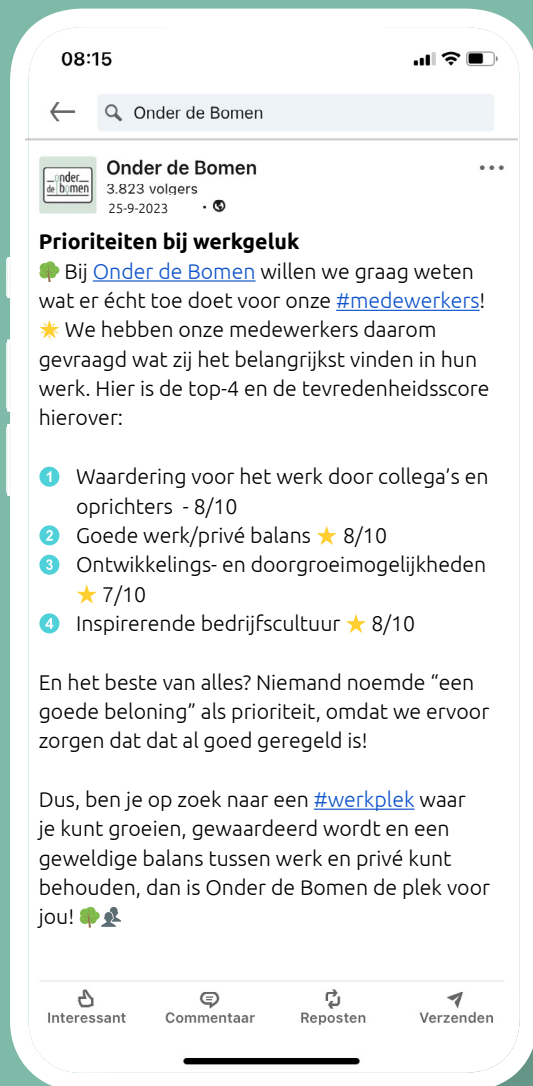 08:15
Onder de Bomen
onder
de bomen
Onder de Bomen
3.823 volgers
25-9-2023 ·
Prioriteiten bij werkgeluk
🌳 Bij Onder de Bomen willen we graag weten
wat er écht toe doet voor onze #medewerkers!
🌟 We hebben onze medewerkers daarom
gevraagd wat zij het belangrijkst vinden in hun
werk. Hier is de top-4 en de tevredenheidsscore
hierover:
1 Waardering voor het werk door collega’s en
oprichters - 8/10
2 Goede werk/privé balans ⭐ 8/10
3 Ontwikkelings- en doorgroeimogelijkheden
⭐ 7/10
4 Inspirerende bedrijfscultuur ⭐ 8/10
En het beste van alles? Niemand noemde “een
goede beloning” als prioriteit, omdat we ervoor
zorgen dat dat al goed geregeld is!
Dus, ben je op zoek naar een #werkplek waar
je kunt groeien, gewaardeerd wordt en een
geweldige balans tussen werk en privé kunt
behouden, dan is Onder de Bomen de plek voor
jou! 🌳👥
Interessant Commentaar Reposten Verzenden